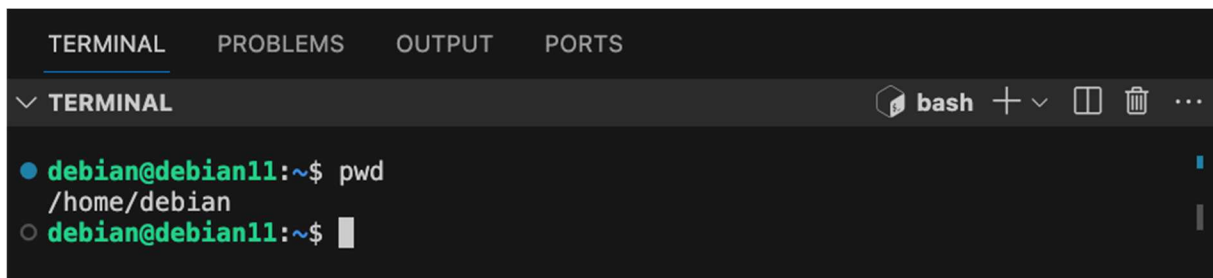 TERMINAL PROBLEMS OUTPUT PORTS
TERMINAL bash
debian@debian11:~$ pwd
/home/debian
debian@debian11:~$